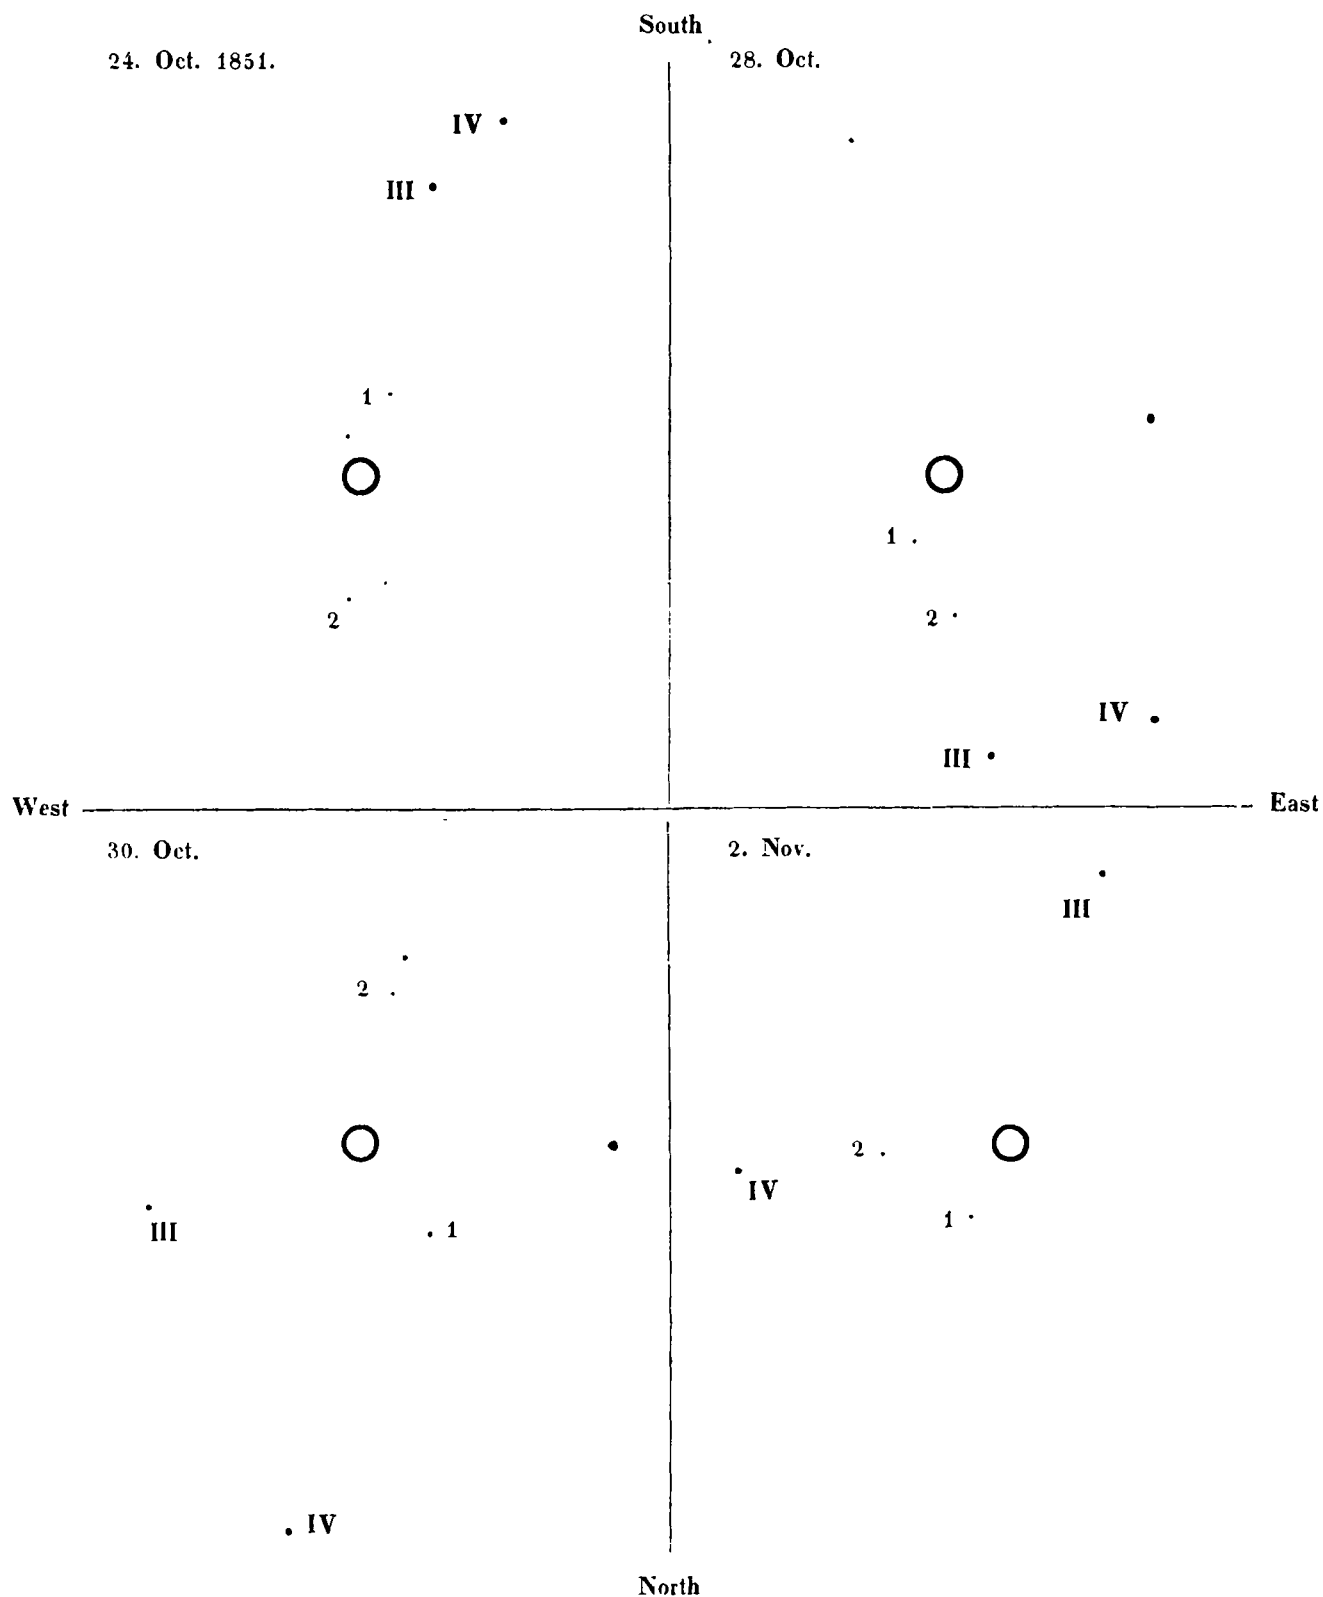 South
24. Oct. 1851.
28. Oct.
IV
III
1
2
1
2
IV
III
West
East
30. Oct.
2. Nov.
III
2
2
III
1
IV
1
IV
North